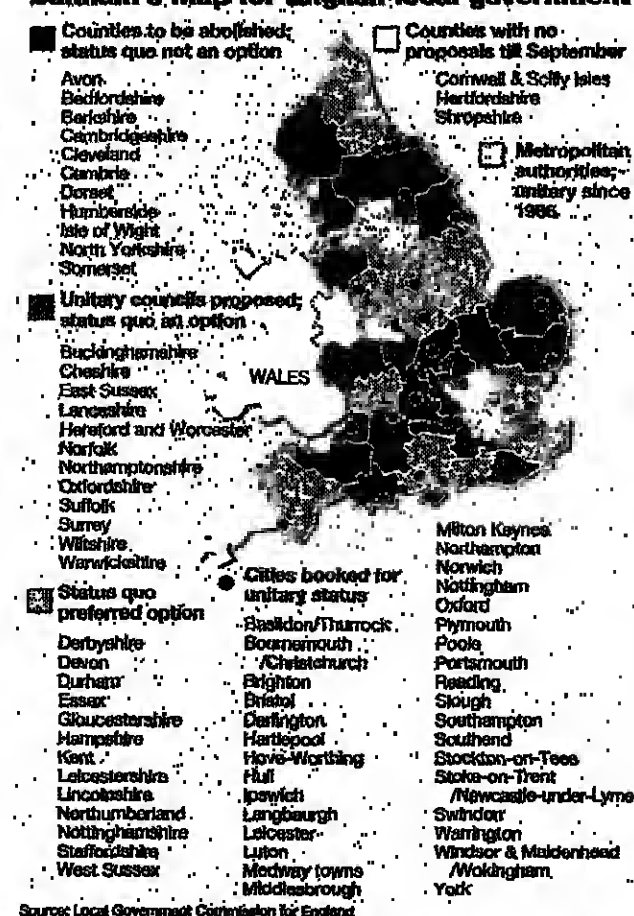 map for English local government
Counties to be abolished;
status quo not an option
Avon
Bedfordshire
Berkshire
Cambridgeshire
Cleveland
Cumbria
Dorset
Humberside
Isle of Wight
North Yorkshire
Somerset
Unitary councils proposed;
status quo an option
Buckinghamshire
Cheshire
East Sussex
Lancashire
Hereford and Worcester
Norfolk
Northamptonshire
Oxfordshire
Suffolk
Surrey
Wiltshire
Warwickshire
Status quo
preferred option
Derbyshire
Devon
Durham
Essex
Gloucestershire
Hampshire
Kent
Leicestershire
Lincolnshire
Northumberland
Nottinghamshire
Staffordshire
West Sussex
Counties with no
proposals till September
Cornwall & Scilly Isles
Hertfordshire
Shropshire
Metropolitan
authorities;
unitary since
1986
WALES
Cities booked for
unitary status
Basildon/Thurrock
Bournemouth
/Christchurch
Brighton
Bristol
Darlington
Hartlepool
Hove-Worthing
Hull
Ipswich
Langbaurgh
Leicester
Luton
Medway towns
Middlesbrough
Milton Keynes
Northampton
Norwich
Nottingham
Oxford
Plymouth
Poole
Portsmouth
Reading
Slough
Southampton
Southend
Stockton-on-Tees
Stoke-on-Trent
/Newcastle-under-Lyme
Swindon
Warrington
Windsor & Maidenhead
/Wokingham
York
Source: Local Government Commission for England